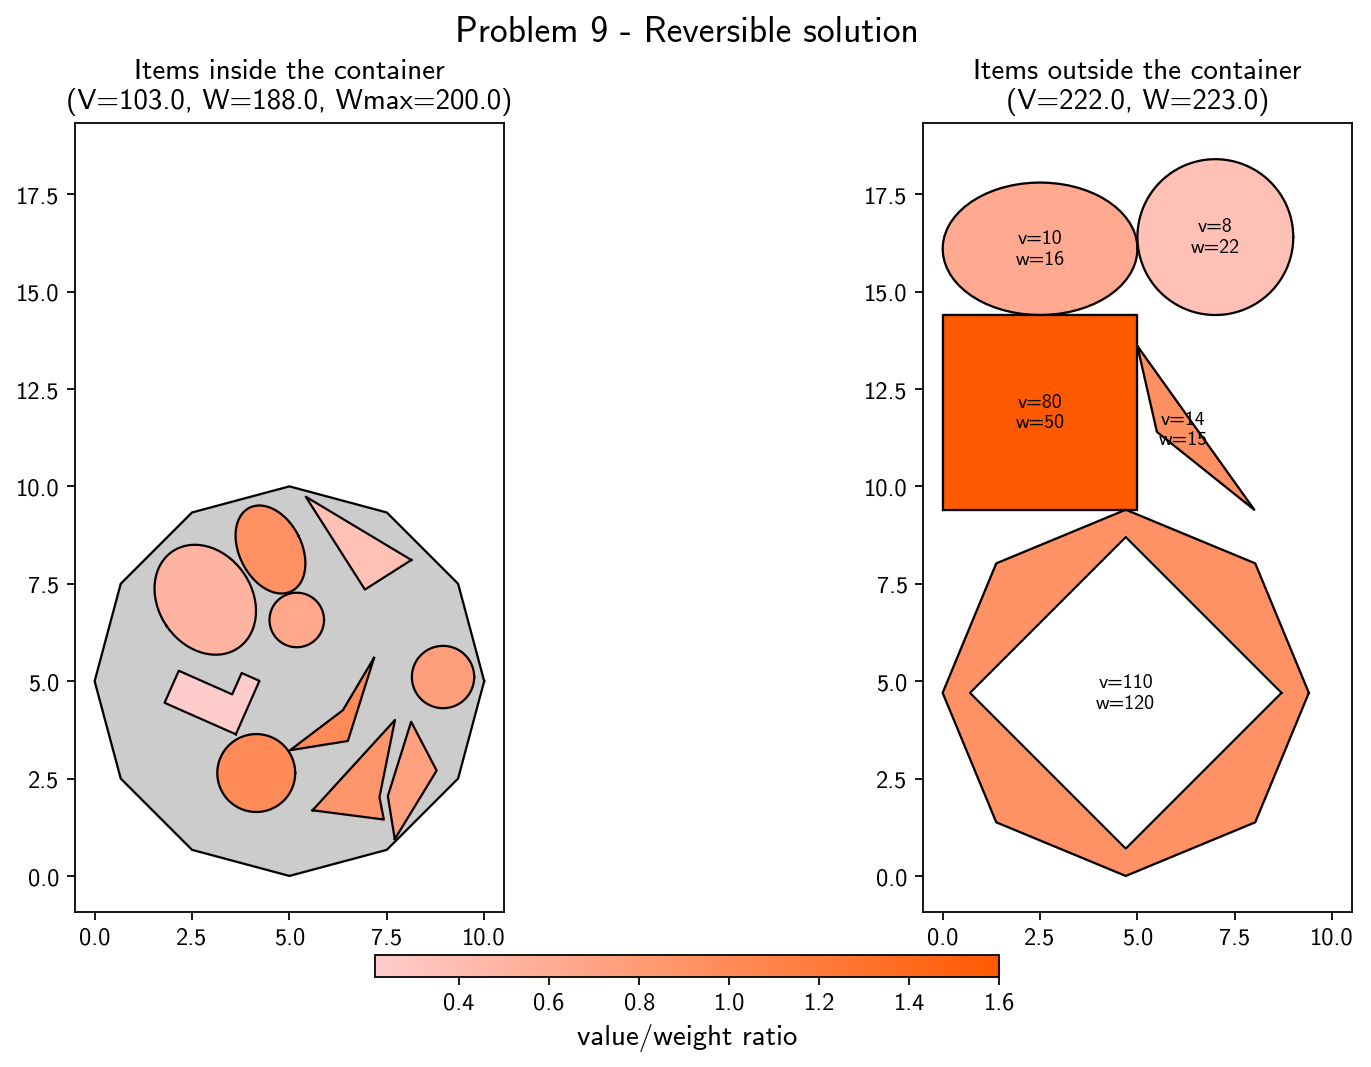 Problem 9 - Reversible solution
Items inside the container
(V=103.0, W=188.0, Wmax=200.0)
17.5
15.0
12.5
10.0
7.5
5.0
2.5
0.0
0.0 2.5 5.0 7.5 10.0
Items outside the container
(V=222.0, W=223.0)
17.5
15.0
12.5
10.0
7.5
5.0
2.5
0.0
v=10
w=16
v=8
w=22
v=80
w=50
v=14
w=15
v=110
w=120
0.0 2.5 5.0 7.5 10.0
0.4 0.6 0.8 1.0 1.2 1.4 1.6
value/weight ratio